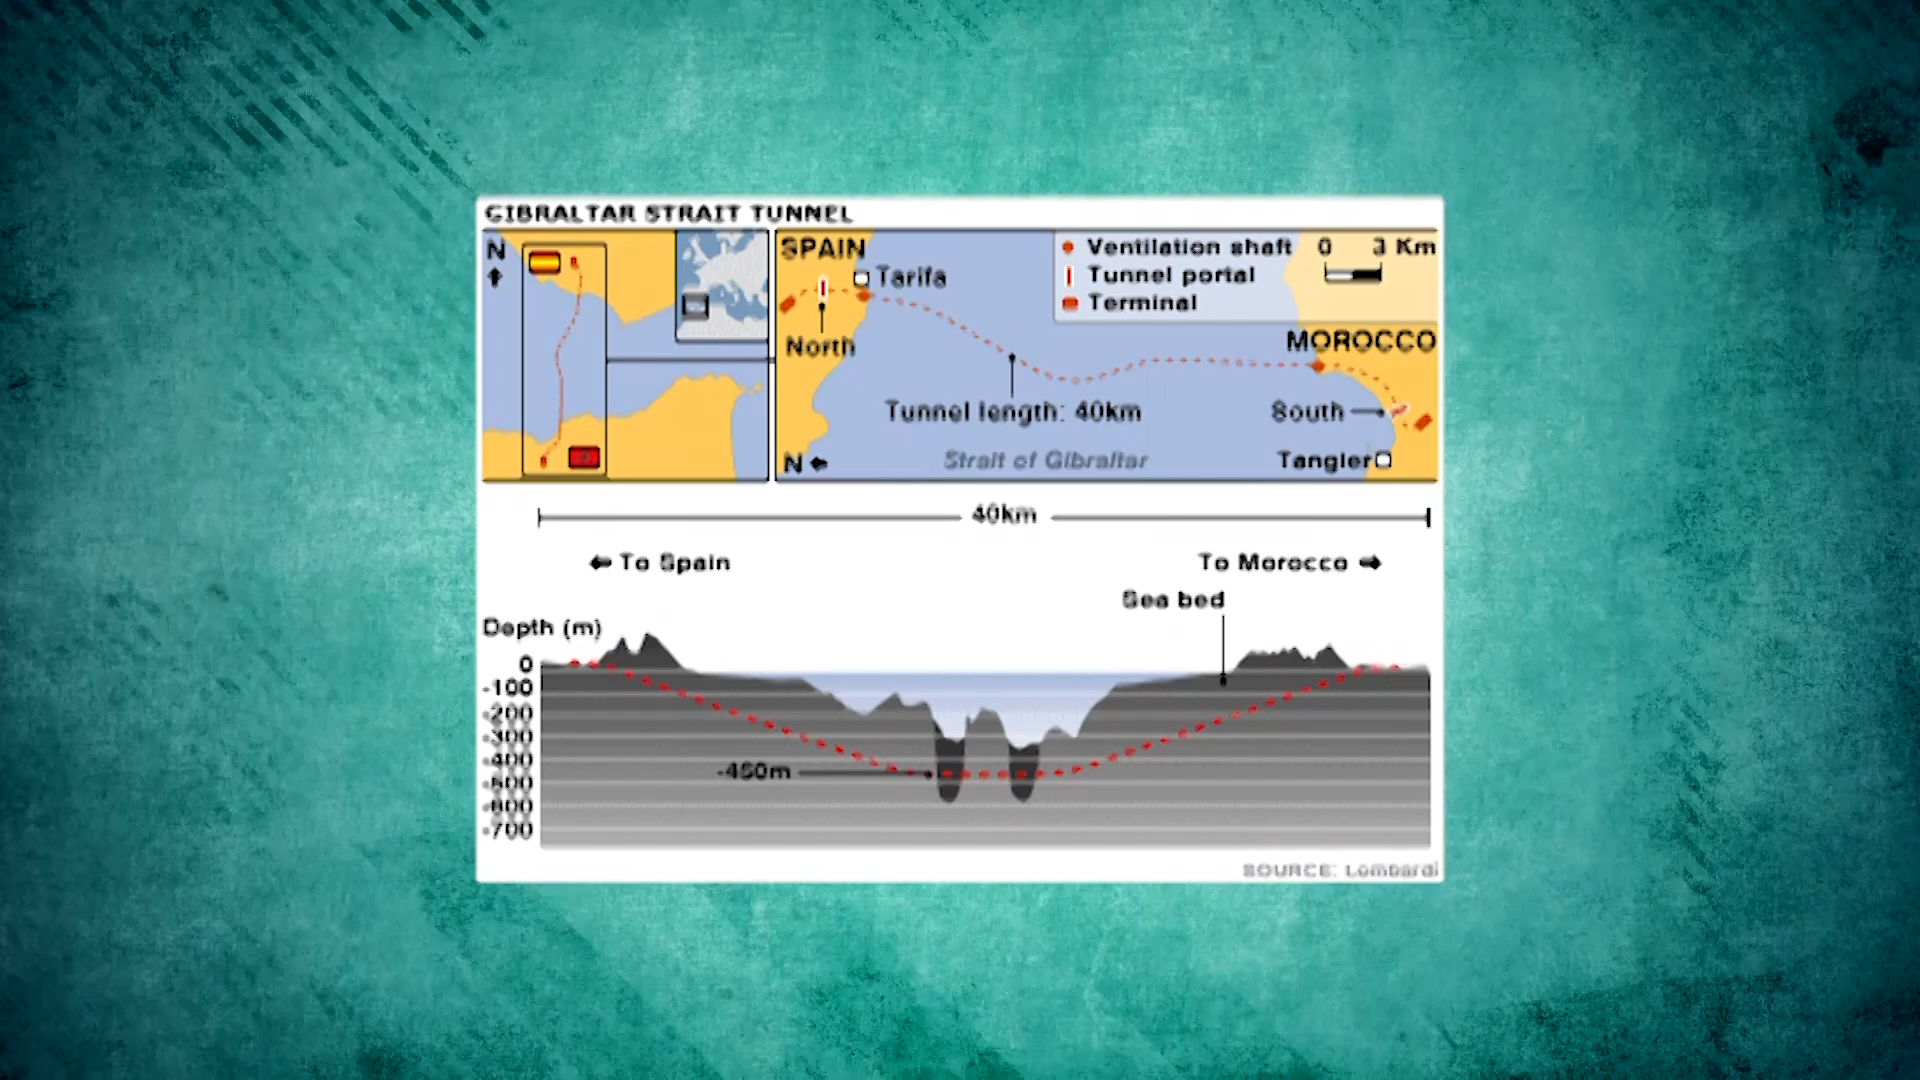 GIBRALTAR STRAIT TUNNEL
N
SPAIN
Tarifa
North
Ventilation shaft
Tunnel portal
Terminal
0 3 Km
MOROCCO
Tunnel length: 40km
South
N
Strait of Gibraltar
Tangier
40km
To Spain
To Morocco
Sea bed
Depth (m)
0
-100
-200
-300
-400
-500
-600
-700
SOURCE: Lombardi